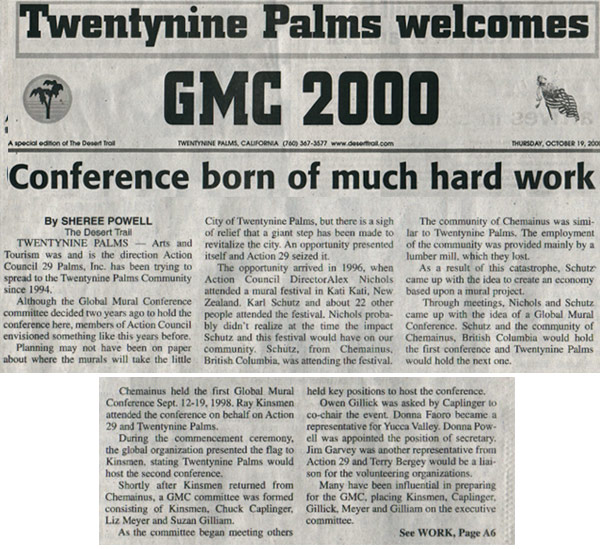 Twentynine Palms welcomes
GMC 2000
A special edition of The Desert Trail
TWENTYNINE PALMS, CALIFORNIA (760) 367-3577 www.deserttrail.com
THURSDAY, OCTOBER 19, 2000
Conference born of much hard work
By SHEREE POWELL
The Desert Trail
TWENTYNINE PALMS — Arts and
Tourism was and is the direction Action
Council 29 Palms, Inc. has been trying to
spread to the Twentynine Palms Community
since 1994.
Although the Global Mural Conference
committee decided two years ago to hold the
conference here, members of Action Council
envisioned something like this years before.
Planning may not have been on paper
about where the murals will take the little
City of Twentynine Palms, but there is a sigh
of relief that a giant step has been made to
revitalize the city. An opportunity presented
itself and Action 29 seized it.
The opportunity arrived in 1996, when
Action Council DirectorAlex Nichols
attended a mural festival in Kati Kati, New
Zealand. Karl Schutz and about 22 other
people attended the festival. Nichols proba-
bly didn't realize at the time the impact
Schutz and this festival would have on our
community. Schutz, from Chemainus,
British Columbia, was attending the festival.
The community of Chemainus was simi-
lar to Twentynine Palms. The employment
of the community was provided mainly by a
lumber mill, which they lost.
As a result of this catastrophe, Schutz
came up with the idea to create an economy
based upon a mural project.
Through meetings, Nichols and Schutz
came up with the idea of a Global Mural
Conference. Schutz and the community of
Chemainus, British Columbia would hold
the first conference and Twentynine Palms
would hold the next one.
Chemainus held the first Global Mural
Conference Sept. 12-19, 1998. Ray Kinsmen
attended the conference on behalf on Action
29 and Twentynine Palms.
During the commencement ceremony,
the global organization presented the flag to
Kinsmen, stating Twentynine Palms would
host the second conference.
Shortly after Kinsmen returned from
Chemainus, a GMC committee was formed
consisting of Kinsmen, Chuck Caplinger,
Liz Meyer and Suzan Gilliam.
As the committee began meeting others
held key positions to host the conference.
Owen Gillick was asked by Caplinger to
co-chair the event. Donna Faoro became a
representative for Yucca Valley. Donna Pow-
ell was appointed the position of secretary.
Jim Garvey was another representative from
Action 29 and Terry Bergey would be a liai-
son for the volunteering organizations.
Many have been influential in preparing
for the GMC, placing Kinsmen, Caplinger,
Gillick, Meyer and Gilliam on the executive
committee.
See WORK, Page A6